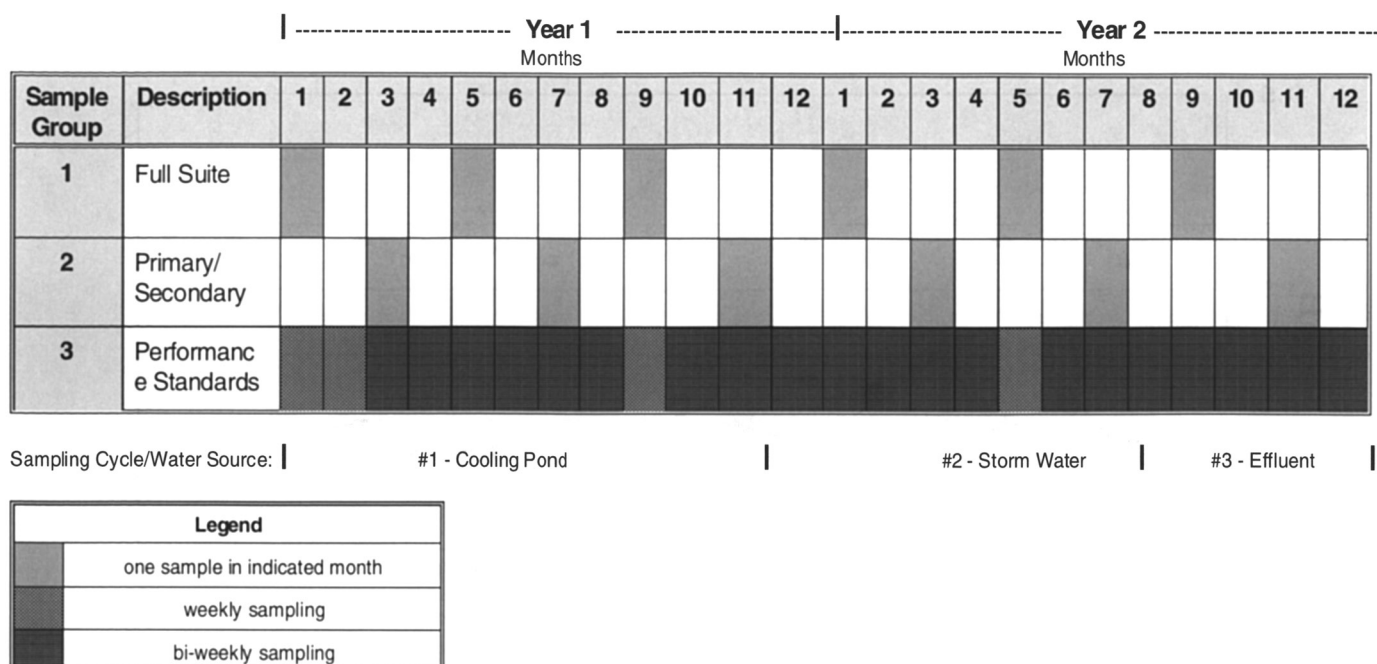 | ---------------------------- Year 1 ----------------------------|---------------------------- Year 2 ----------------------------
Months Months
Sample Group Description 1 2 3 4 5 6 7 8 9 10 11 12 1 2 3 4 5 6 7 8 9 10 11 12
1 Full Suite
2 Primary/
Secondary
3 Performanc
e Standards
Sampling Cycle/Water Source: | #1 - Cooling Pond | #2 - Storm Water | #3 - Effluent |
Legend
one sample in indicated month
weekly sampling
bi-weekly sampling